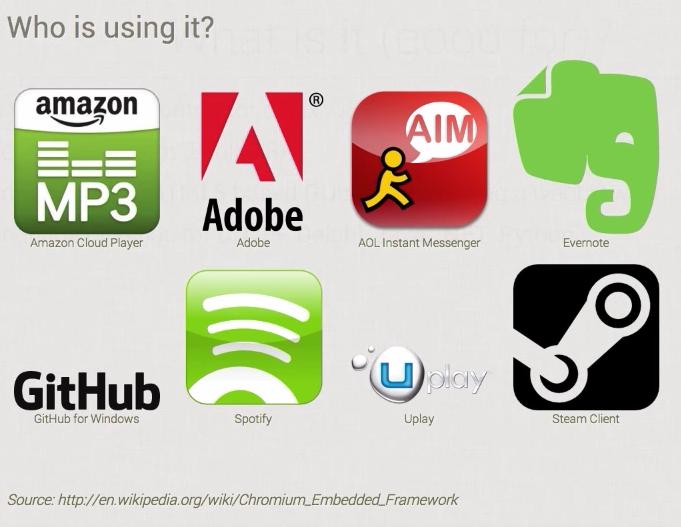 Who is using it?
amazon
MP3
Amazon Cloud Player
®
Adobe
Adobe
AIM
AOL Instant Messenger
Evernote
GitHub
GitHub for Windows
Spotify
U play
Uplay
Steam Client
Source: http://en.wikipedia.org/wiki/Chromium_Embedded_Framework